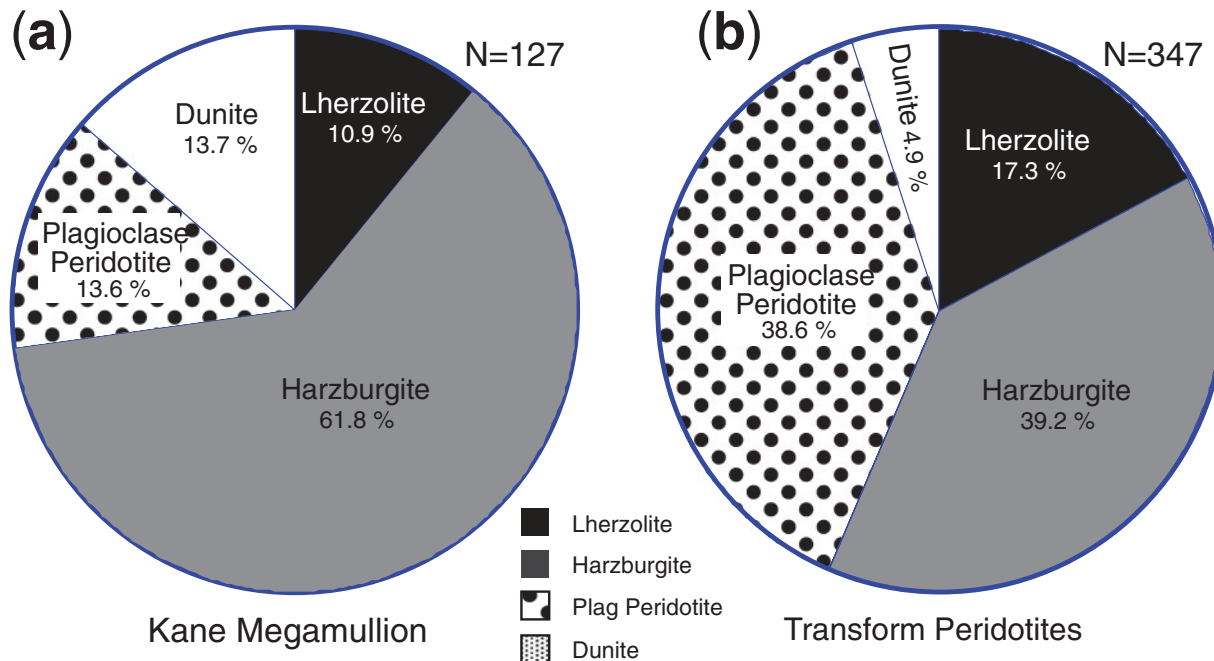 (a)
N=127
Lherzolite
10.9 %
Dunite
13.7 %
Plagioclase
Peridotite
13.6 %
Harzburgite
61.8 %
Kane Megamullion
(b)
N=347
Dunite 4.9 %
Lherzolite
17.3 %
Plagioclase
Peridotite
38.6 %
Harzburgite
39.2 %
Transform Peridotites
Lherzolite
Harzburgite
Plag Peridotite
Dunite